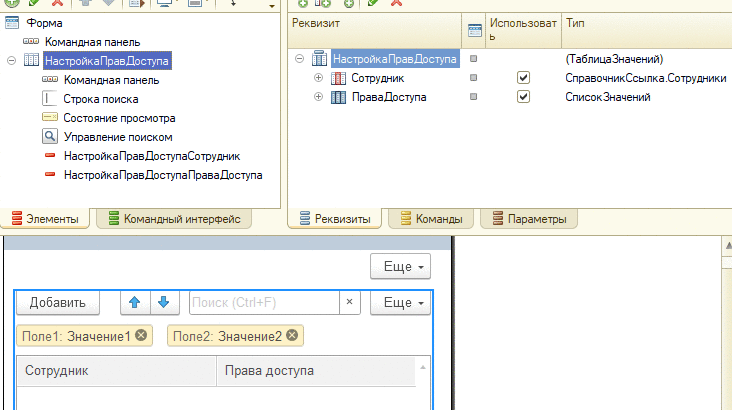 Форма
Командная панель
НастройкаПравДоступа
Командная панель
Строка поиска
Состояние просмотра
Управление поиском
НастройкаПравДоступаСотрудник
НастройкаПравДоступаПраваДоступа
Элементы
Командный интерфейс
Реквизит
Использовать
Тип
НастройкаПравДоступа
(ТаблицаЗначений)
Сотрудник
СправочникСсылка.Сотрудники
ПраваДоступа
СписокЗначений
Реквизиты
Команды
Параметры
Еще
Добавить
Поиск (Ctrl+F)
×
Еще
Поле1: Значение1
Поле2: Значение2
Сотрудник
Права доступа